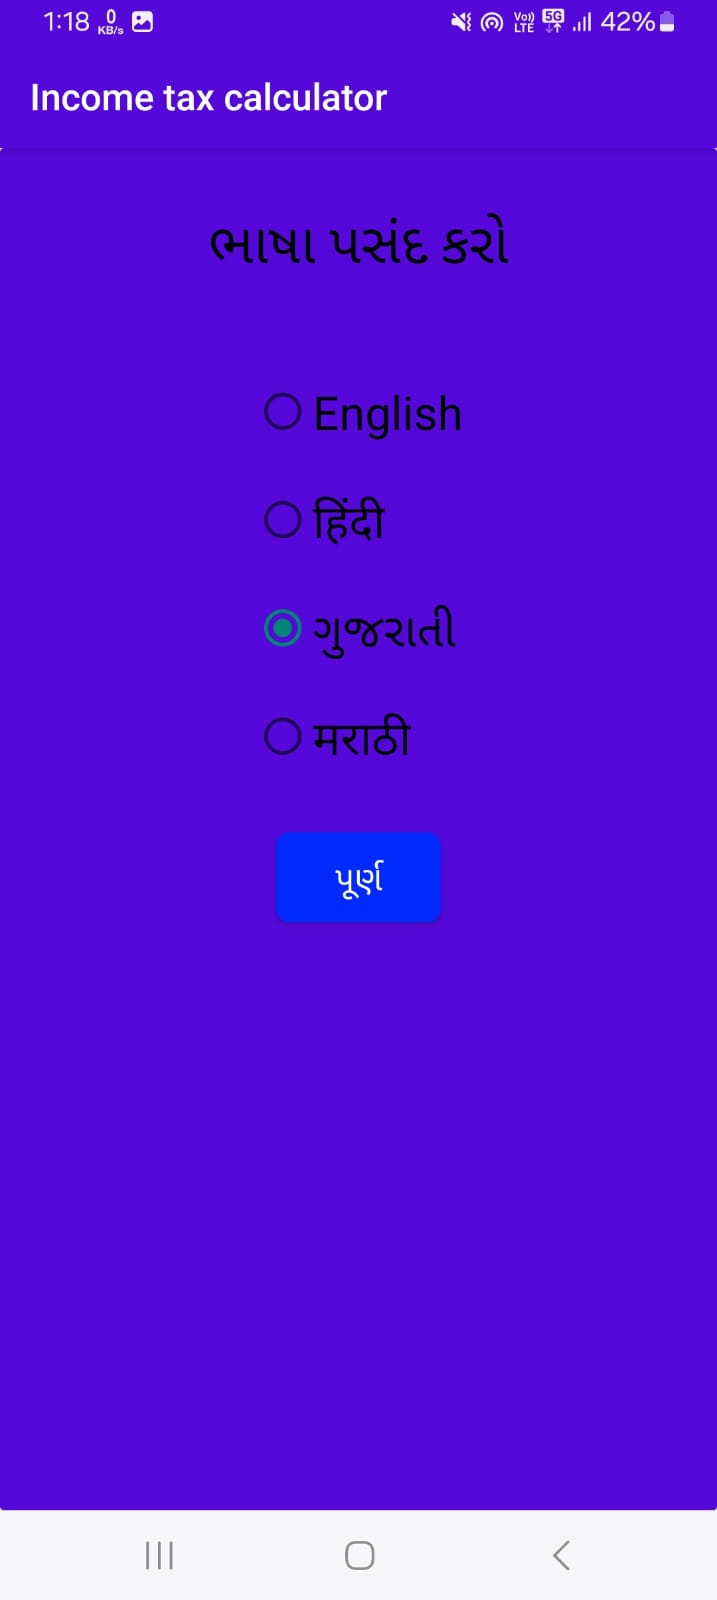 1:18 0 KB/s Vo)) LTE 5G 42%
Income tax calculator
ભાષા પસંદ કરો
English
हिंदी
ગુજરાતી
मराठी
પૂર્ણ